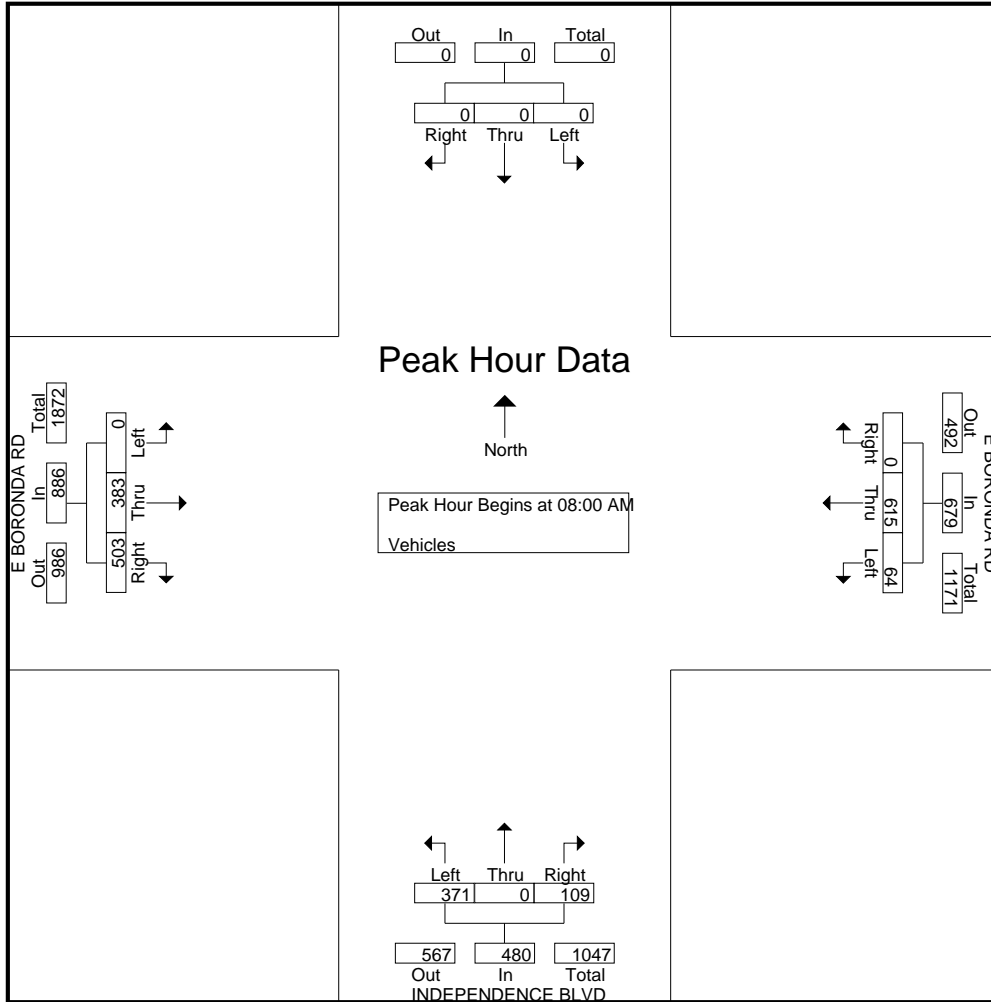 Out In Total
0 0 0
0 0 0
Right Thru Left
Peak Hour Data
North
Peak Hour Begins at 08:00 AM
Vehicles
E BORONDA RD
Total In Out
1872 886 986
0 383 503
Left Thru Right
Right Thru Left
0 615 64
492 679 1171
Out In Total
E BORONDA RD
Left Thru Right
371 0 109
567 480 1047
Out In Total
INDEPENDENCE BLVD